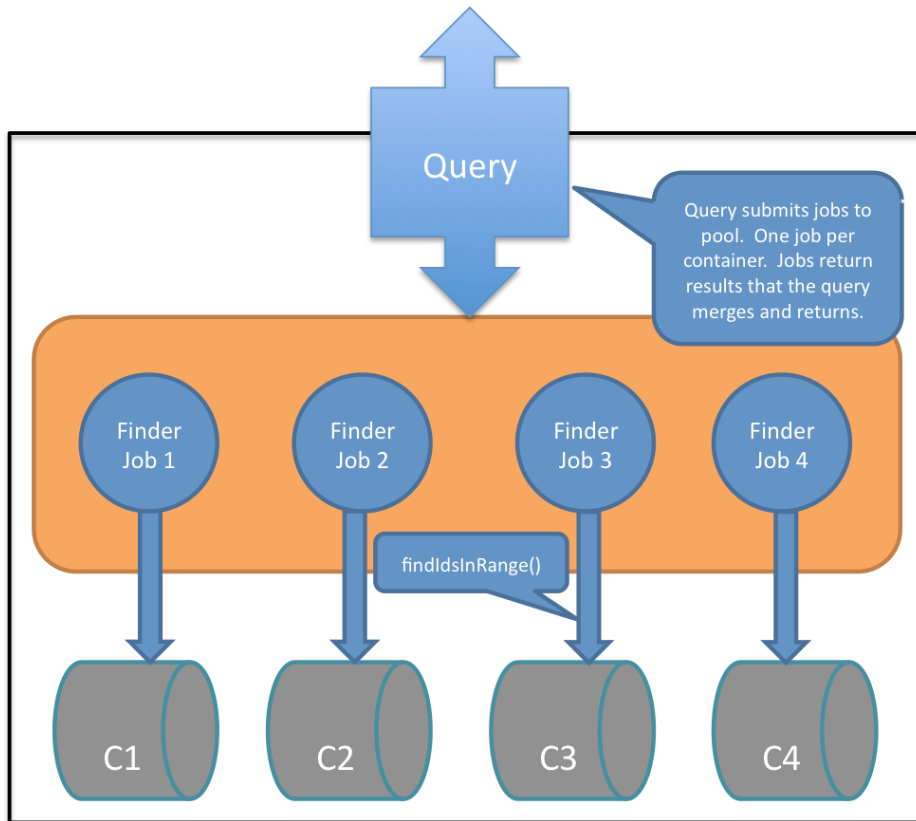 Query
Query submits jobs to
pool.  One job per
container.  Jobs return
results that the query
merges and returns.
Finder
Job 1
Finder
Job 2
Finder
Job 3
Finder
Job 4
findIdsInRange()
C1
C2
C3
C4